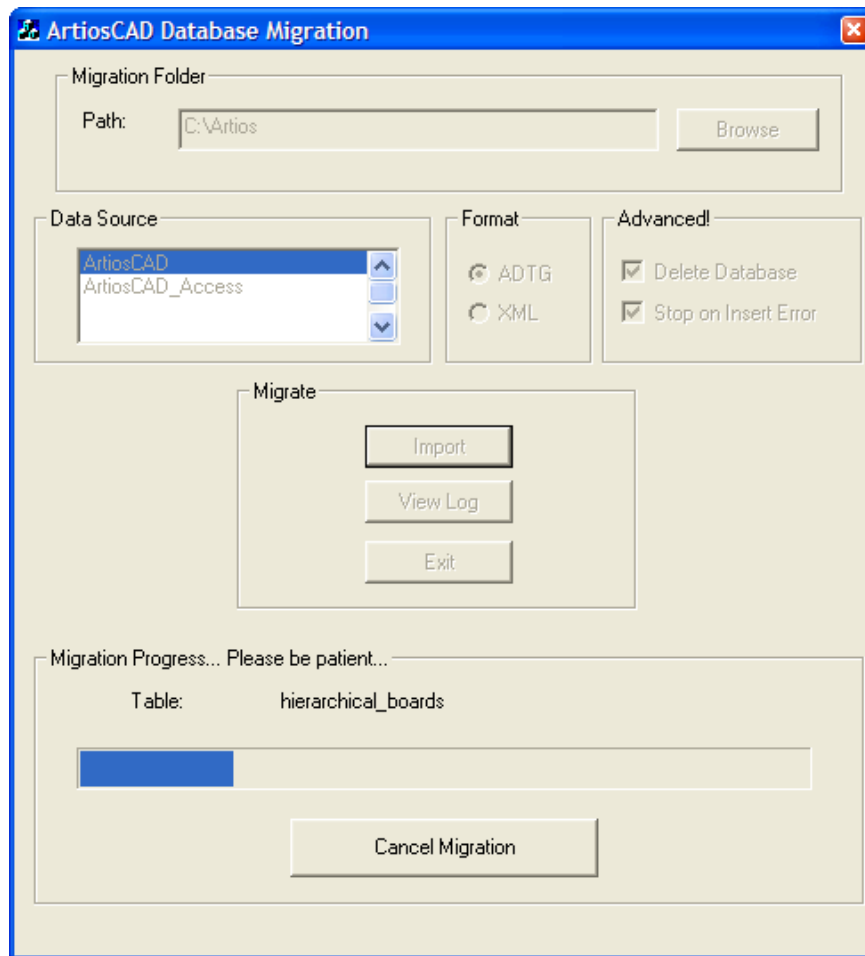 ArtiosCAD Database Migration
Migration Folder
Path: C:\Artios Browse
Data Source
ArtiosCAD
ArtiosCAD_Access
Format
ADTG
XML
Advanced!
Delete Database
Stop on Insert Error
Migrate
Import
View Log
Exit
Migration Progress... Please be patient...
Table: hierarchical_boards
Cancel Migration